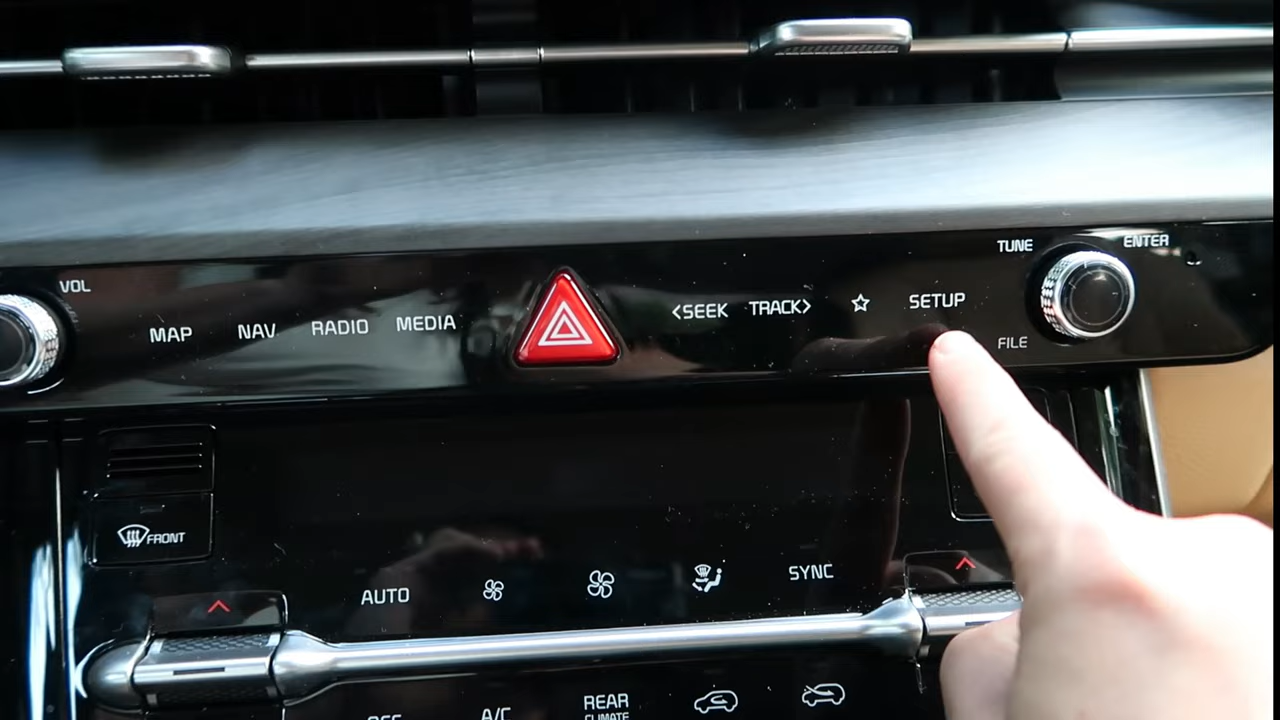 VOL
MAP NAV RADIO MEDIA
<SEEK TRACK> SETUP
TUNE ENTER
FILE
FRONT
AUTO SYNC
A/C REAR
CLIMATE